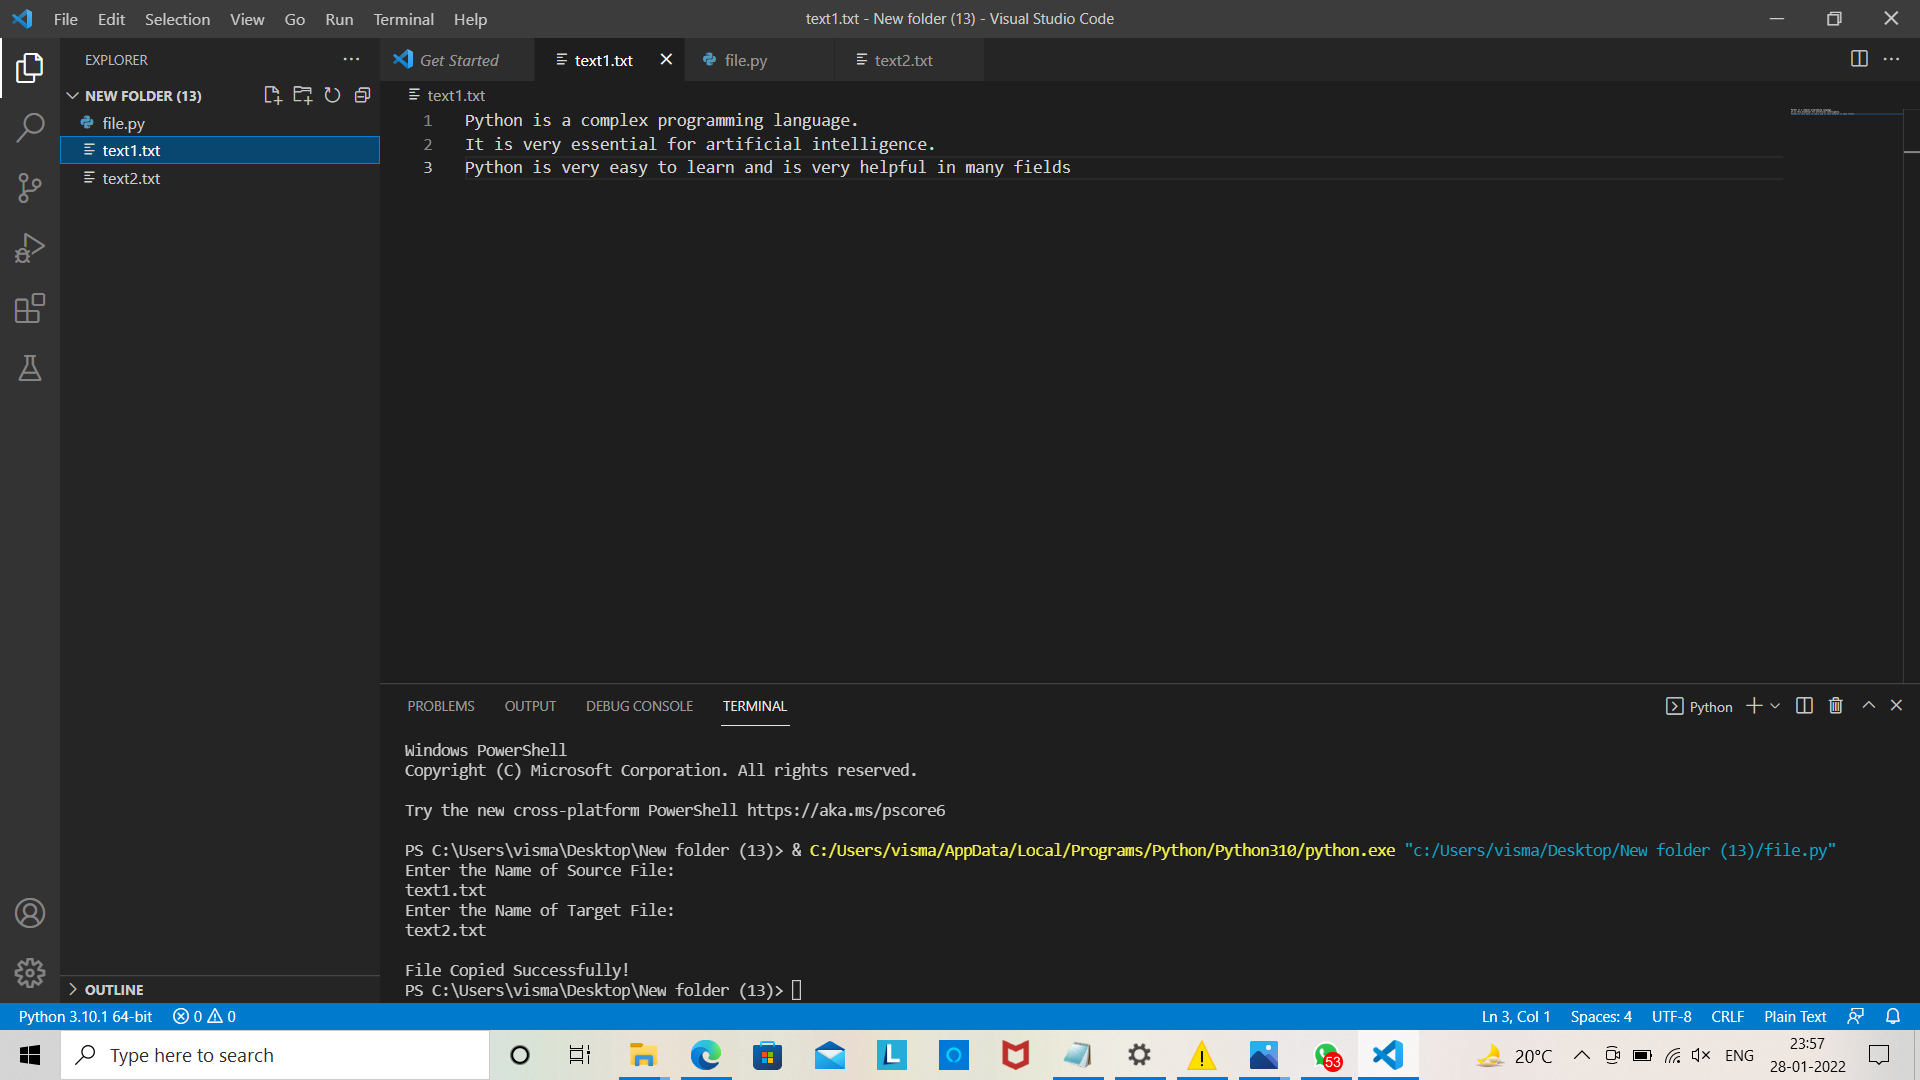 File Edit Selection View Go Run Terminal Help
text1.txt - New folder (13) - Visual Studio Code
EXPLORER
NEW FOLDER (13)
file.py
text1.txt
text2.txt
OUTLINE
Get Started
text1.txt
file.py
text2.txt
text1.txt
1 Python is a complex programming language.
2 It is very essential for artificial intelligence.
3 Python is very easy to learn and is very helpful in many fields
PROBLEMS OUTPUT DEBUG CONSOLE TERMINAL
Python
Windows PowerShell
Copyright (C) Microsoft Corporation. All rights reserved.
Try the new cross-platform PowerShell https://aka.ms/pscore6
PS C:\Users\visma\Desktop\New folder (13)> & C:/Users/visma/AppData/Local/Programs/Python/Python310/python.exe "c:/Users/visma/Desktop/New folder (13)/file.py"
Enter the Name of Source File:
text1.txt
Enter the Name of Target File:
text2.txt
File Copied Successfully!
PS C:\Users\visma\Desktop\New folder (13)>
Python 3.10.1 64-bit 0 0
Ln 3, Col 1 Spaces: 4 UTF-8 CRLF Plain Text
Type here to search
L
53
20°C
ENG
23:57
28-01-2022